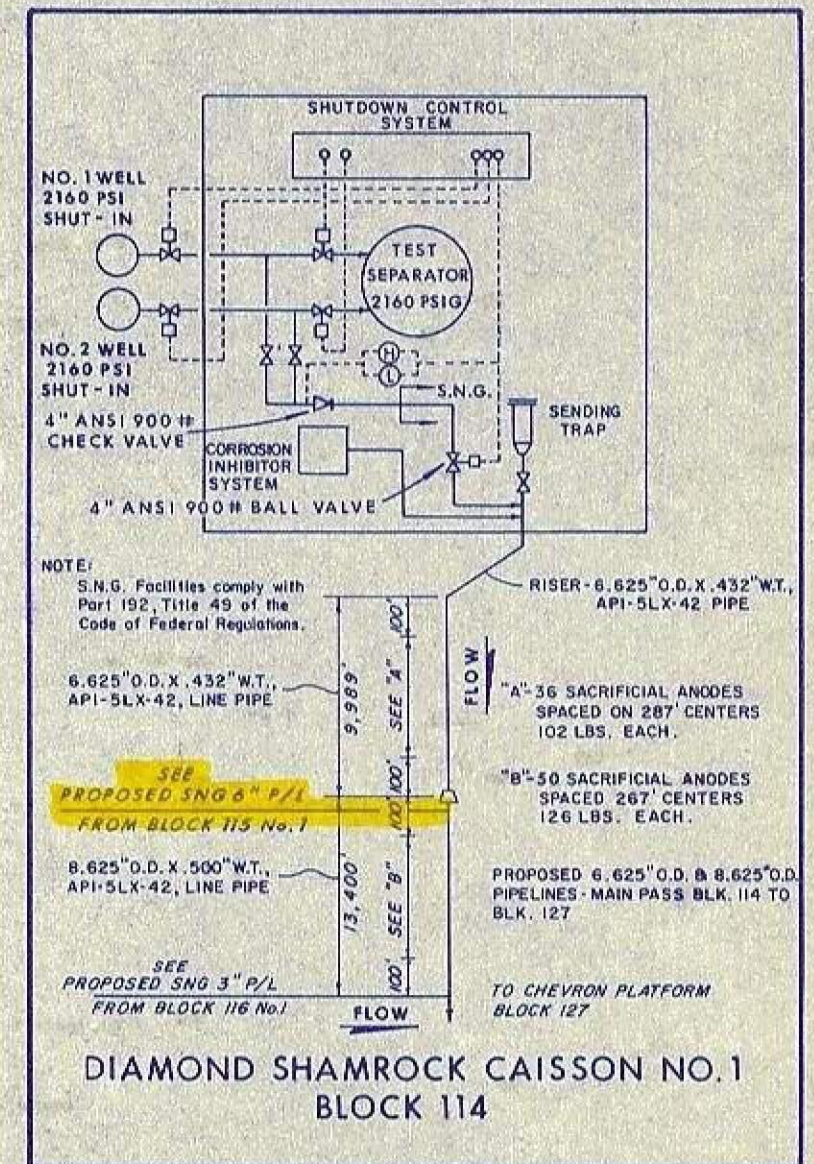 SHUTDOWN CONTROL
SYSTEM
NO. 1 WELL
2160 PSI
SHUT-IN
TEST
SEPARATOR
2160 PSIG
NO. 2 WELL
2160 PSI
SHUT-IN
H
L
S.N.G.
4" ANSI 900#
CHECK VALVE
SENDING
TRAP
CORROSION
INHIBITOR
SYSTEM
4" ANSI 900# BALL VALVE
NOTE:
S.N.G. Facilities comply with
Part 192, Title 49 of the
Code of Federal Regulations.
RISER-6.625"O.D. X .432"W.T.,
API-5LX-42 PIPE
100'
9,989'
SEE "A"
FLOW
6.625"O.D. X .432"W.T.,
API-5LX-42, LINE PIPE
"A"-36 SACRIFICIAL ANODES
SPACED ON 287' CENTERS
102 LBS. EACH.
100'
SEE
PROPOSED SNG 6" P/L
FROM BLOCK 115 No.1
100'
"B"-50 SACRIFICIAL ANODES
SPACED 267' CENTERS
126 LBS. EACH.
8.625"O.D. X .500"W.T.,
API-5LX-42, LINE PIPE
13,400'
SEE "B"
PROPOSED 6.625"O.D. & 8.625"O.D.
PIPELINES - MAIN PASS BLK. 114 TO
BLK. 127
100'
SEE
PROPOSED SNG 3" P/L
FROM BLOCK 116 No.1
FLOW
TO CHEVRON PLATFORM
BLOCK 127
DIAMOND SHAMROCK CAISSON NO. 1
BLOCK 114